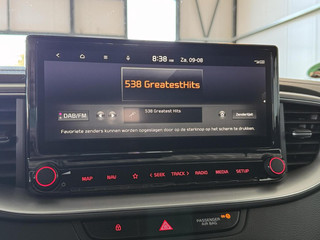 8:38
Za. 09-08
538 GreatestHits
DAB/FM
538 Greatest Hits
Zenderlijst
Favoriete zenders kunnen worden opgeslagen door op de sterknop op het scherm te drukken.
MAP
NAV
SEEK
TRACK
RADIO
MEDIA
SETUP
PASSENGER
AIR BAG